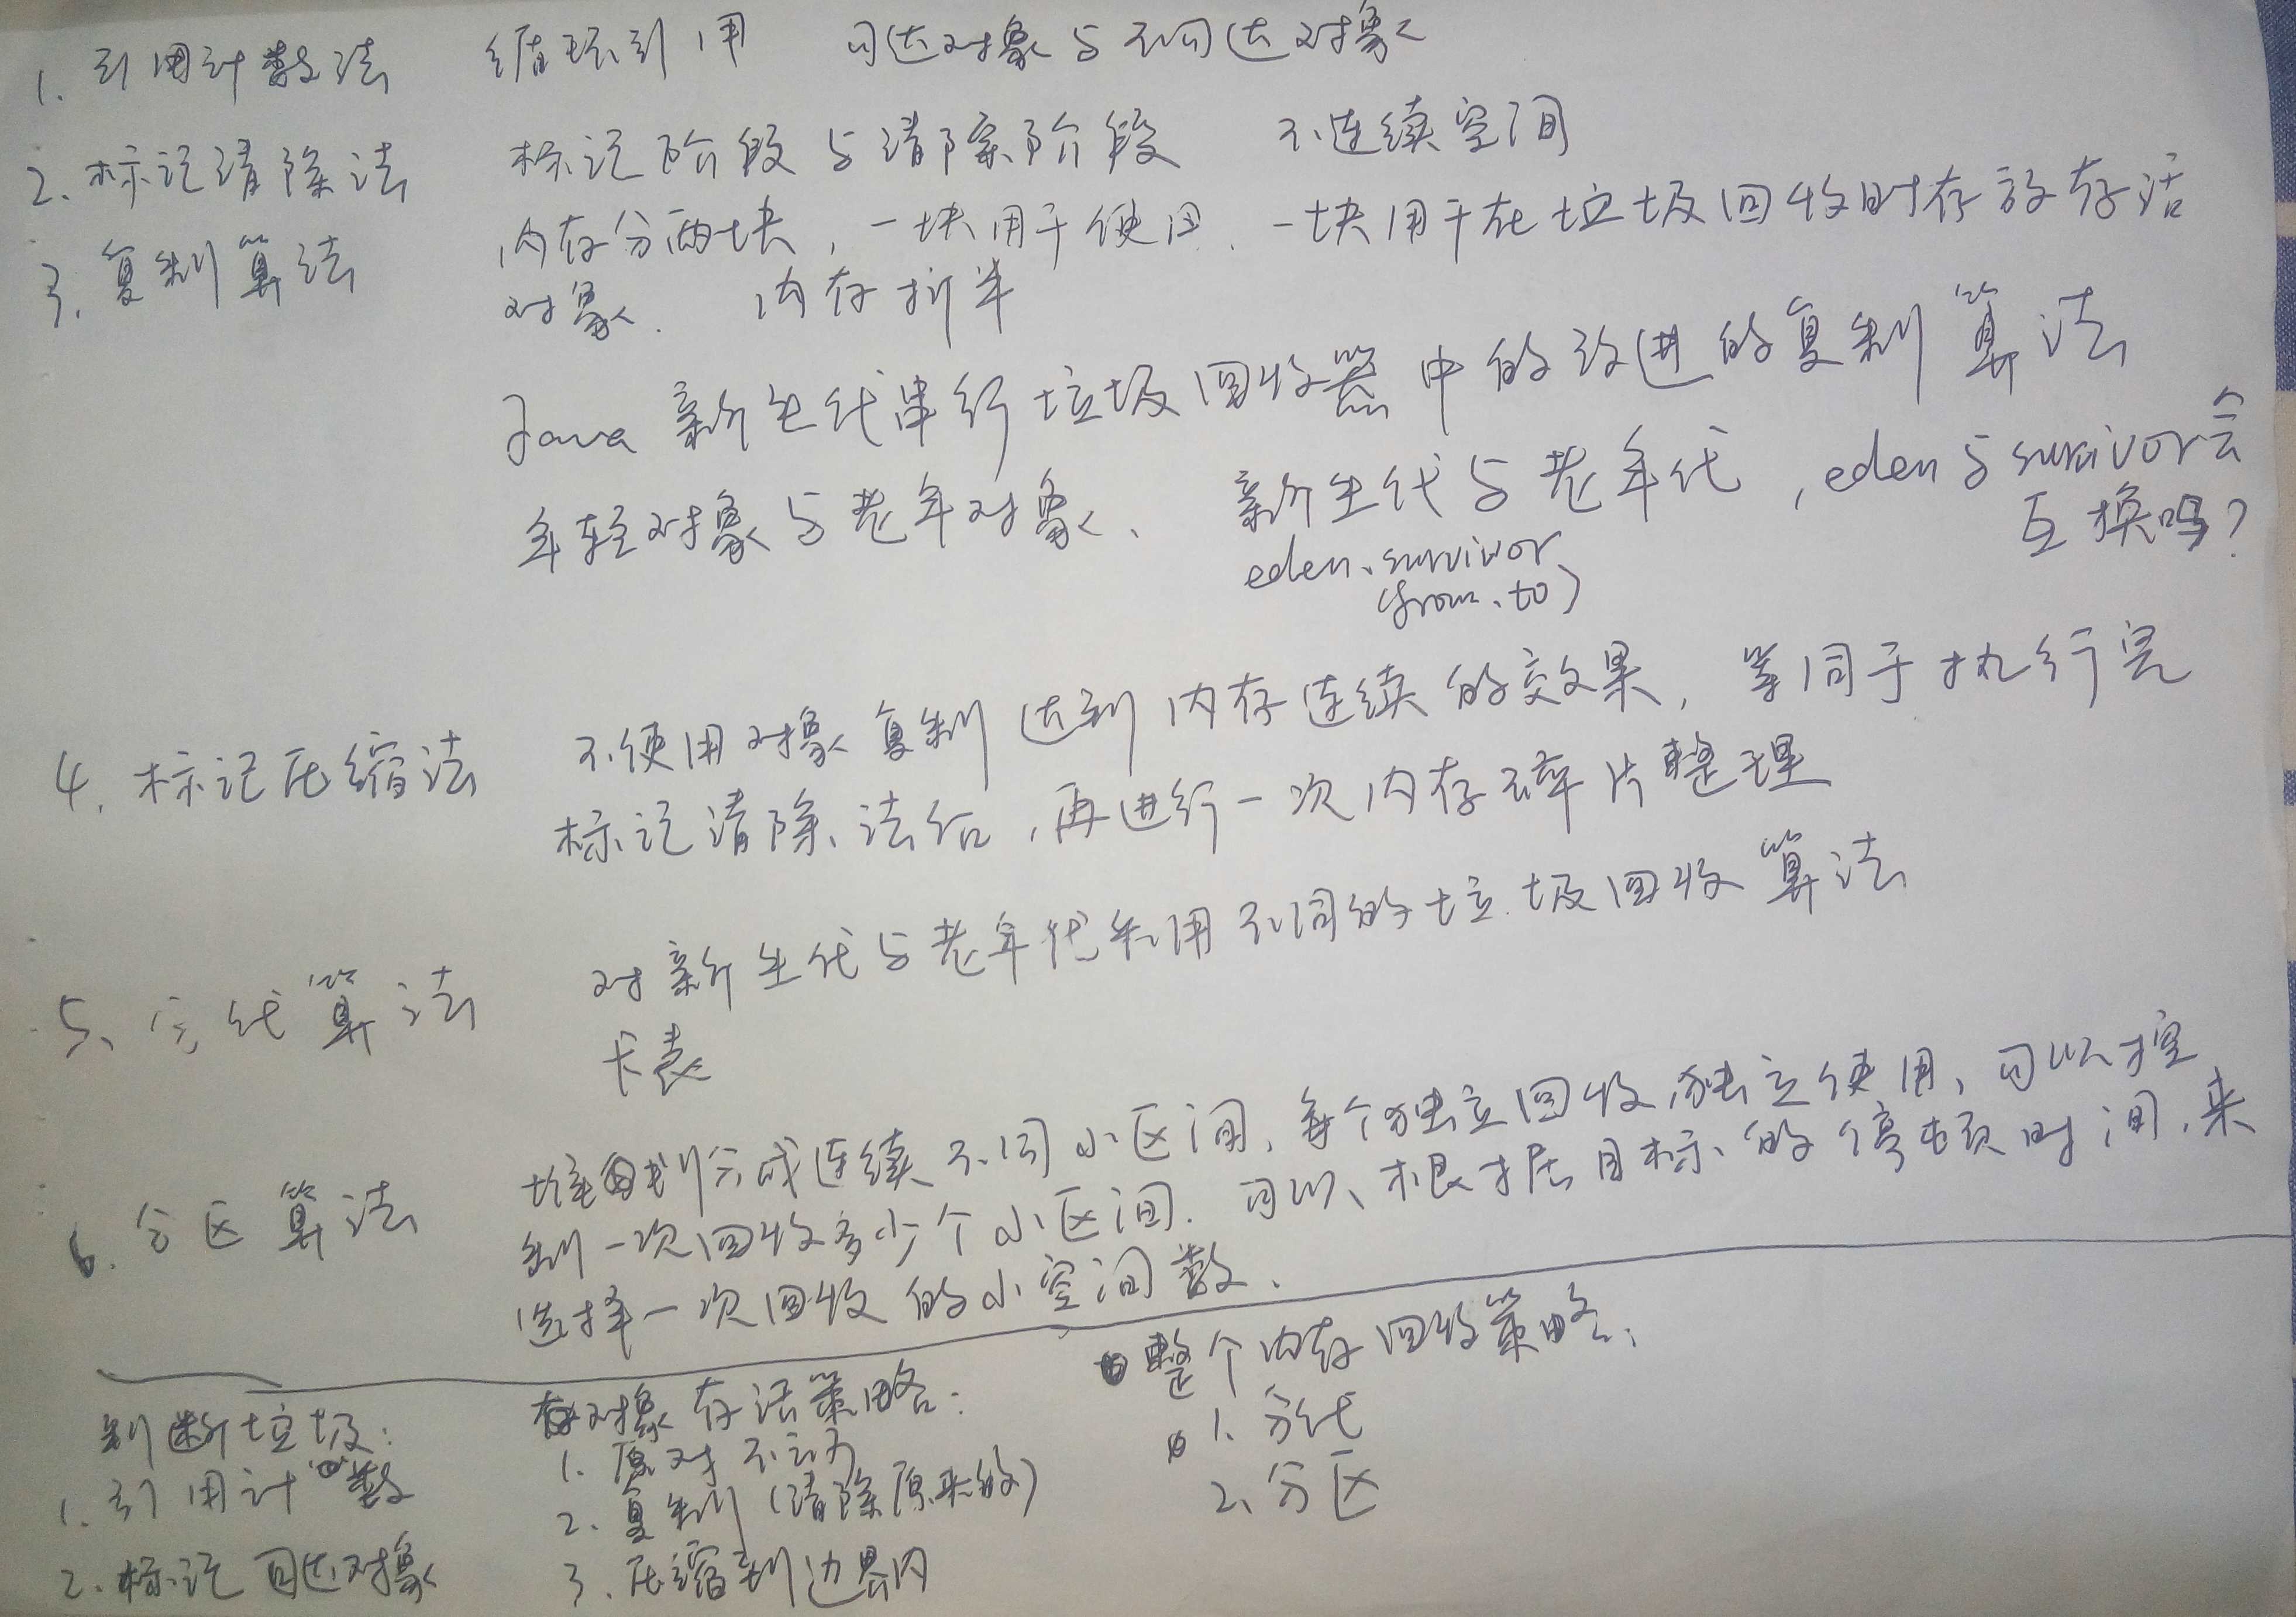 1. 引用计数法 循环引用 可达对象与不可达对象
2. 标记清除法 标记阶段与清除阶段 不连续空间
3. 复制算法 内存分两块，一块用于使用、一块用于在垃圾回收时存放存活
对象. 内存折半
Java 新生代串行垃圾回收器中的改进的复制算法
年轻对象与老年对象、 新生代与老年代，eden与survivor会
互换吗？
eden、survivor
(from、to)
4. 标记压缩法 不使用对象复制达到内存连续的效果，等同于执行完
标记清除法后，再进行一次内存碎片整理
5、分代算法 对新生代与老年代利用不同的垃圾回收算法
卡表
6. 分区算法 堆划分成连续不同小区间，每个独立回收，独立使用，可以控
制一次回收多少个小区间. 可以、根据目标的停顿时间，来
选择一次回收的小空间数、
判断垃圾：
1. 引用计数
2. 标记可达对象
对象存活策略：
1. 原对不动
2. 复制（清除原来的）
3. 压缩到边界内
整个内存回收策略：
1. 分代
2、分区